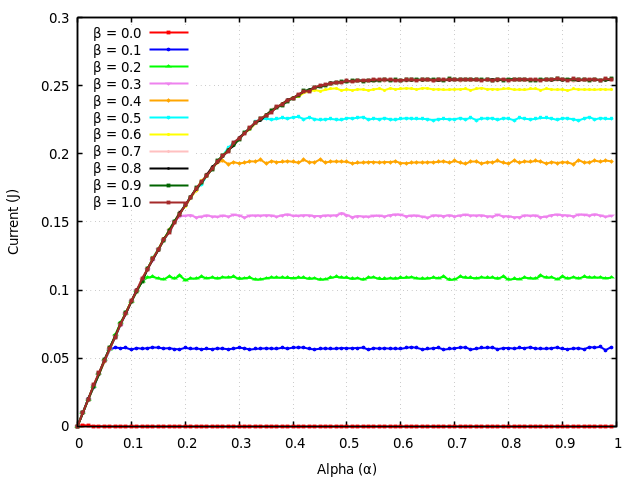 0.3
β = 0.0
β = 0.1
β = 0.2
β = 0.3
β = 0.4
β = 0.5
β = 0.6
β = 0.7
β = 0.8
β = 0.9
β = 1.0
0.25
0.2
0.15
0.1
0.05
0
Current (J)
0 0.1 0.2 0.3 0.4 0.5 0.6 0.7 0.8 0.9 1
Alpha (α)